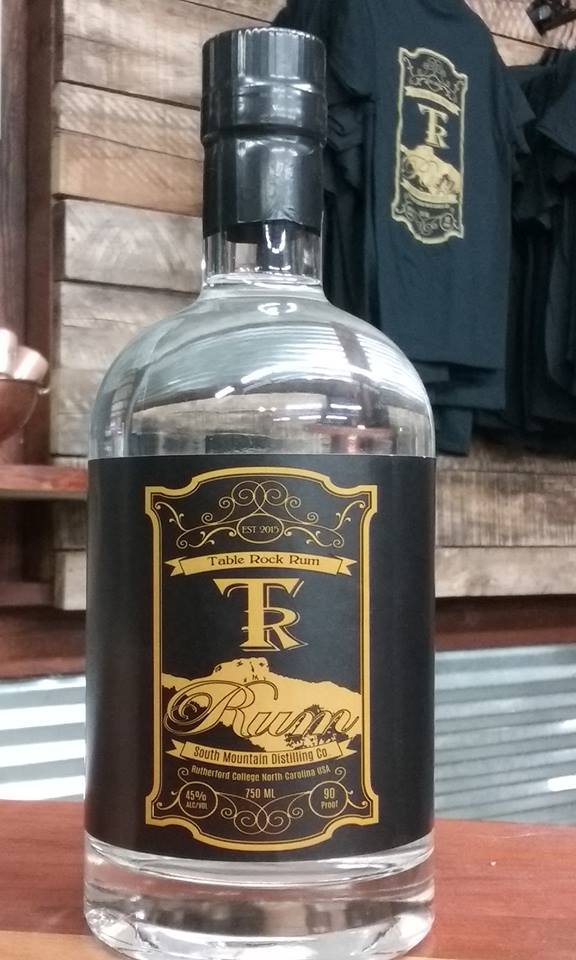 EST 2015
Table Rock Rum
TR
Rum
South Mountain Distilling Co.
Rutherford College North Carolina USA
45%
ALC/VOL
750 ML
90
Proof
TR